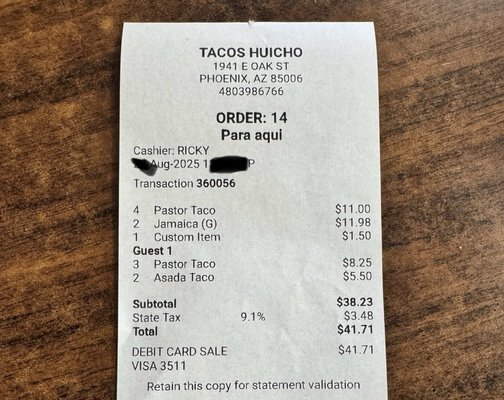 TACOS HUICHO
1941 E OAK ST
PHOENIX, AZ 85006
4803986766
ORDER: 14
Para aqui
Cashier: RICKY
Aug-2025 1 P
Transaction 360056
4 Pastor Taco $11.00
2 Jamaica (G) $11.98
1 Custom Item $1.50
Guest 1
3 Pastor Taco $8.25
2 Asada Taco $5.50
Subtotal $38.23
State Tax 9.1% $3.48
Total $41.71
DEBIT CARD SALE $41.71
VISA 3511
Retain this copy for statement validation